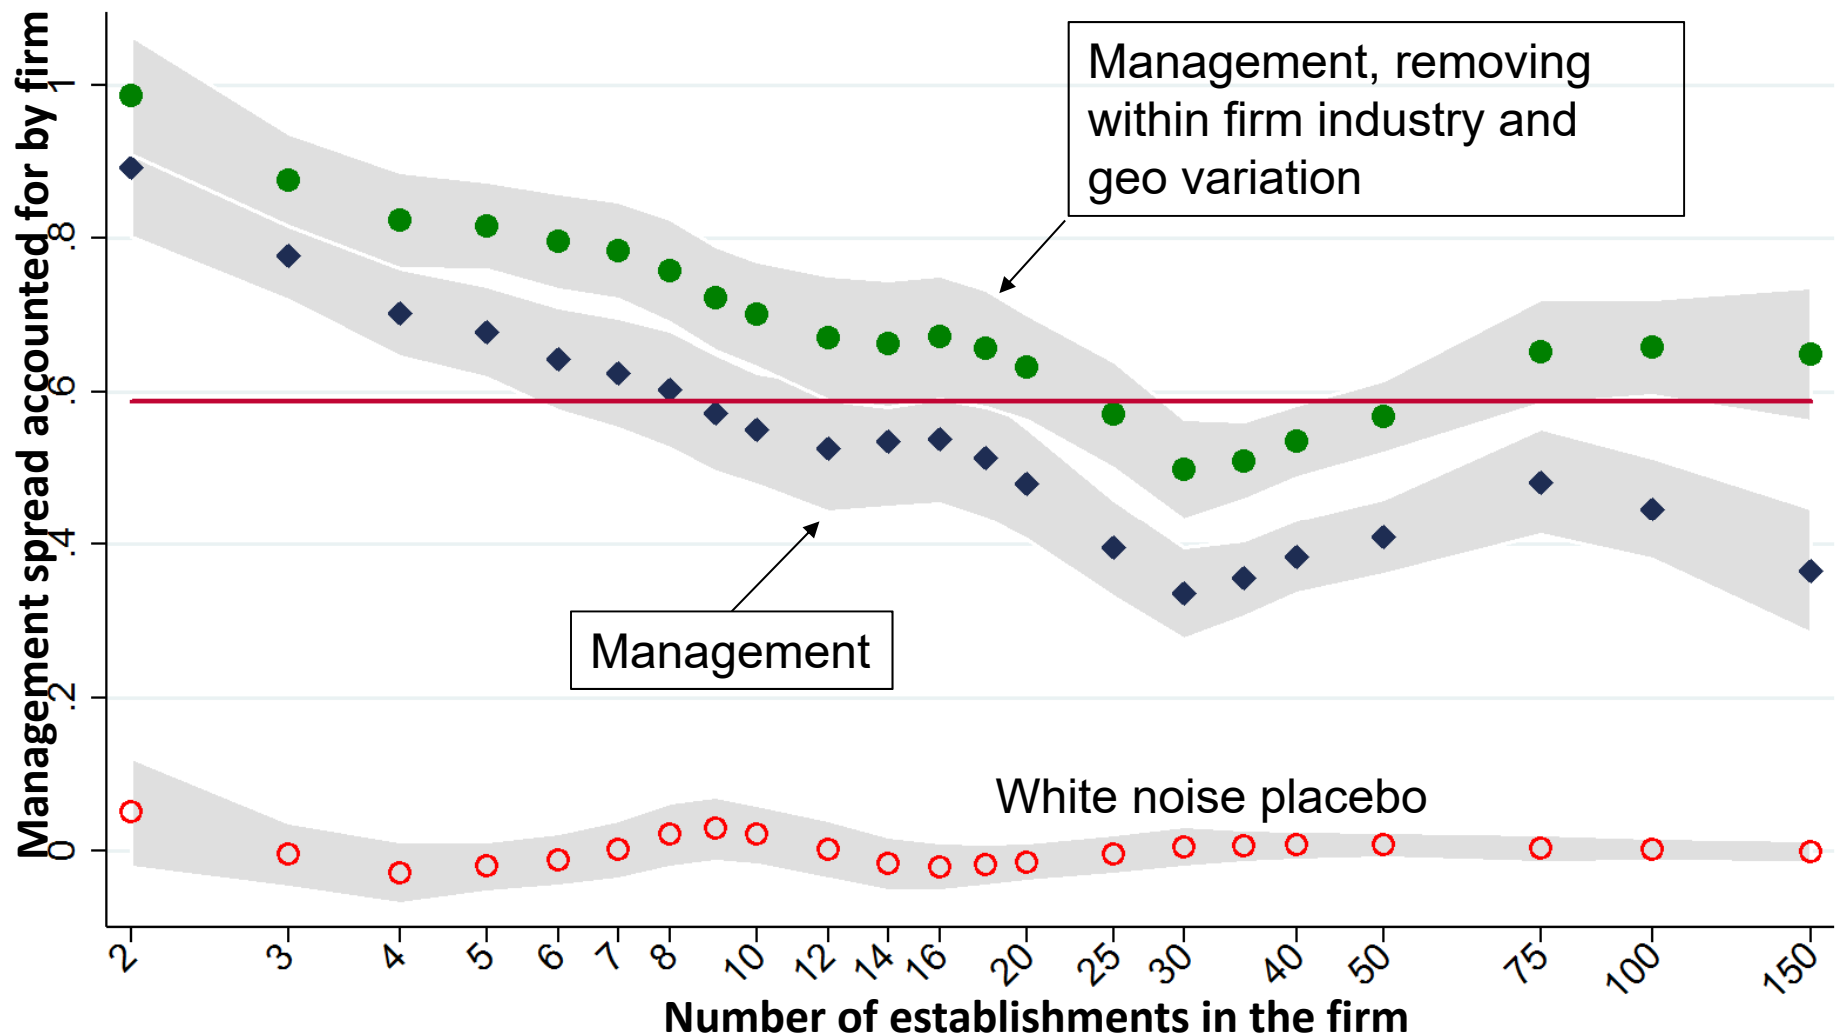 Management spread accounted for by firm
1
.8
.6
.4
.2
0
Management, removing
within firm industry and
geo variation
Management
White noise placebo
2 3 4 5 6 7 8 10 12 14 16 20 25 30 40 50 75 100 150
Number of establishments in the firm